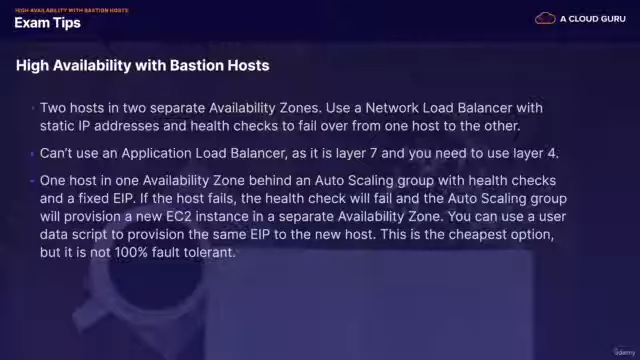 HIGH AVAILABILITY WITH BASTION HOSTS
Exam Tips
A CLOUD GURU
High Availability with Bastion Hosts
Two hosts in two separate Availability Zones. Use a Network Load Balancer with
static IP addresses and health checks to fail over from one host to the other.
Can't use an Application Load Balancer, as it is layer 7 and you need to use layer 4.
One host in one Availability Zone behind an Auto Scaling group with health checks
and a fixed EIP. If the host fails, the health check will fail and the Auto Scaling group
will provision a new EC2 instance in a separate Availability Zone. You can use a user
data script to provision the same EIP to the new host. This is the cheapest option,
but it is not 100% fault tolerant.
Udemy